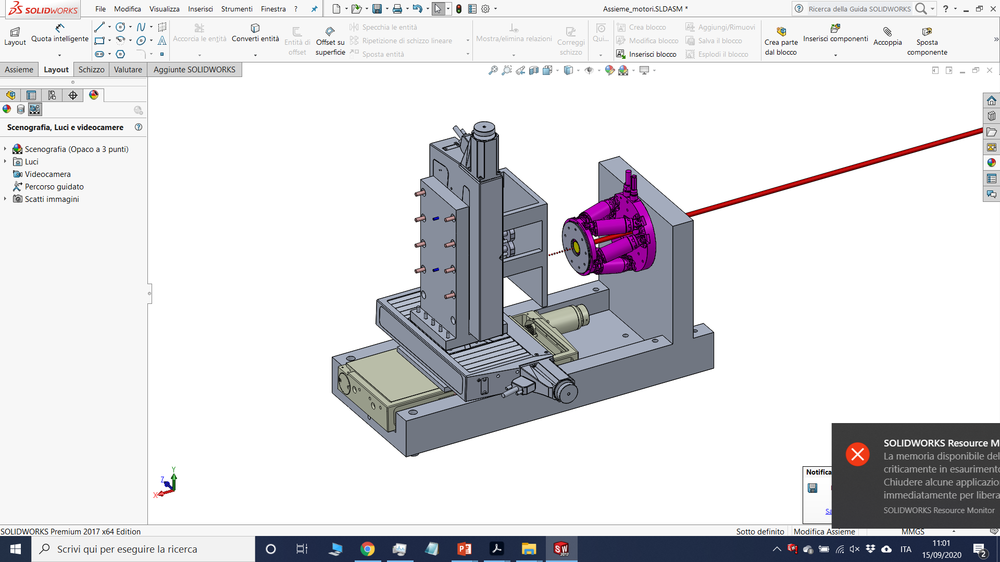 SOLIDWORKS
File Modifica Visualizza Inserisci Strumenti Finestra ?
Assieme_motori.SLDASM *
Ricerca della Guida SOLIDWORKS
?
Layout
Quota intelligente
Accorcia le entità
Converti entità
Entità di
offset
Offset su
superficie
Specchia le entità
Ripetizione di schizzo lineare
Sposta entità
Mostra/elimina relazioni
Correggi
schizzo
Qui...
Crea blocco
Modifica blocco
Inserisci blocco
Aggiungi/Rimuovi
Salva il blocco
Esplodi il blocco
Crea parte
dal blocco
Inserisci componenti
Accoppia
Sposta
componente
Assieme Layout Schizzo Valutare Aggiunte SOLIDWORKS
Scenografia, Luci e videocamere
Scenografia (Opaco a 3 punti)
Luci
Videocamera
Percorso guidato
Scatti immagini
Y
Z
X
Notifica
Sa
SOLIDWORKS Resource M
La memoria disponibile del
criticamente in esaurimento
Chiudere alcune applicazio
immediatamente per libera
SOLIDWORKS Resource Monitor
SOLIDWORKS Premium 2017 x64 Edition
Sotto definito
Modifica Assieme
MMGS
Scrivi qui per eseguire la ricerca
SW
2017
ITA
11:01
15/09/2020
2